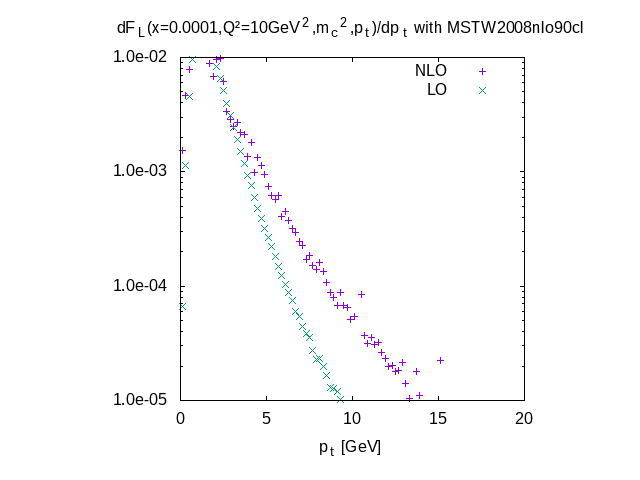 dF_L(x=0.0001,Q²=10GeV²,m_c²,p_t)/dp_t with MSTW2008nlo90cl
1.0e-02
NLO
LO
1.0e-03
1.0e-04
1.0e-05
0 5 10 15 20
p_t [GeV]